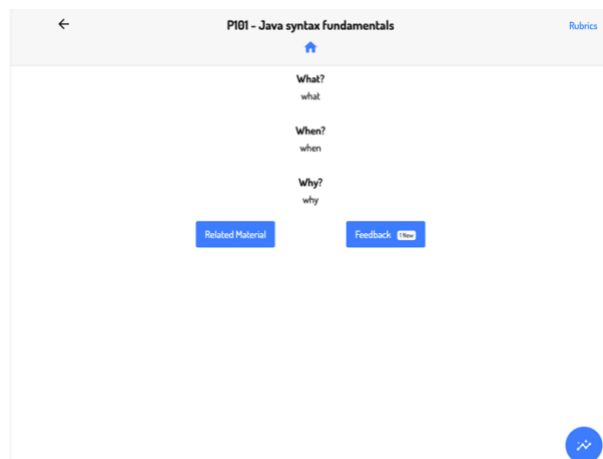 P101 - Java syntax fundamentals
Rubrics
What?
what
When?
when
Why?
why
Related Material
Feedback 1 New